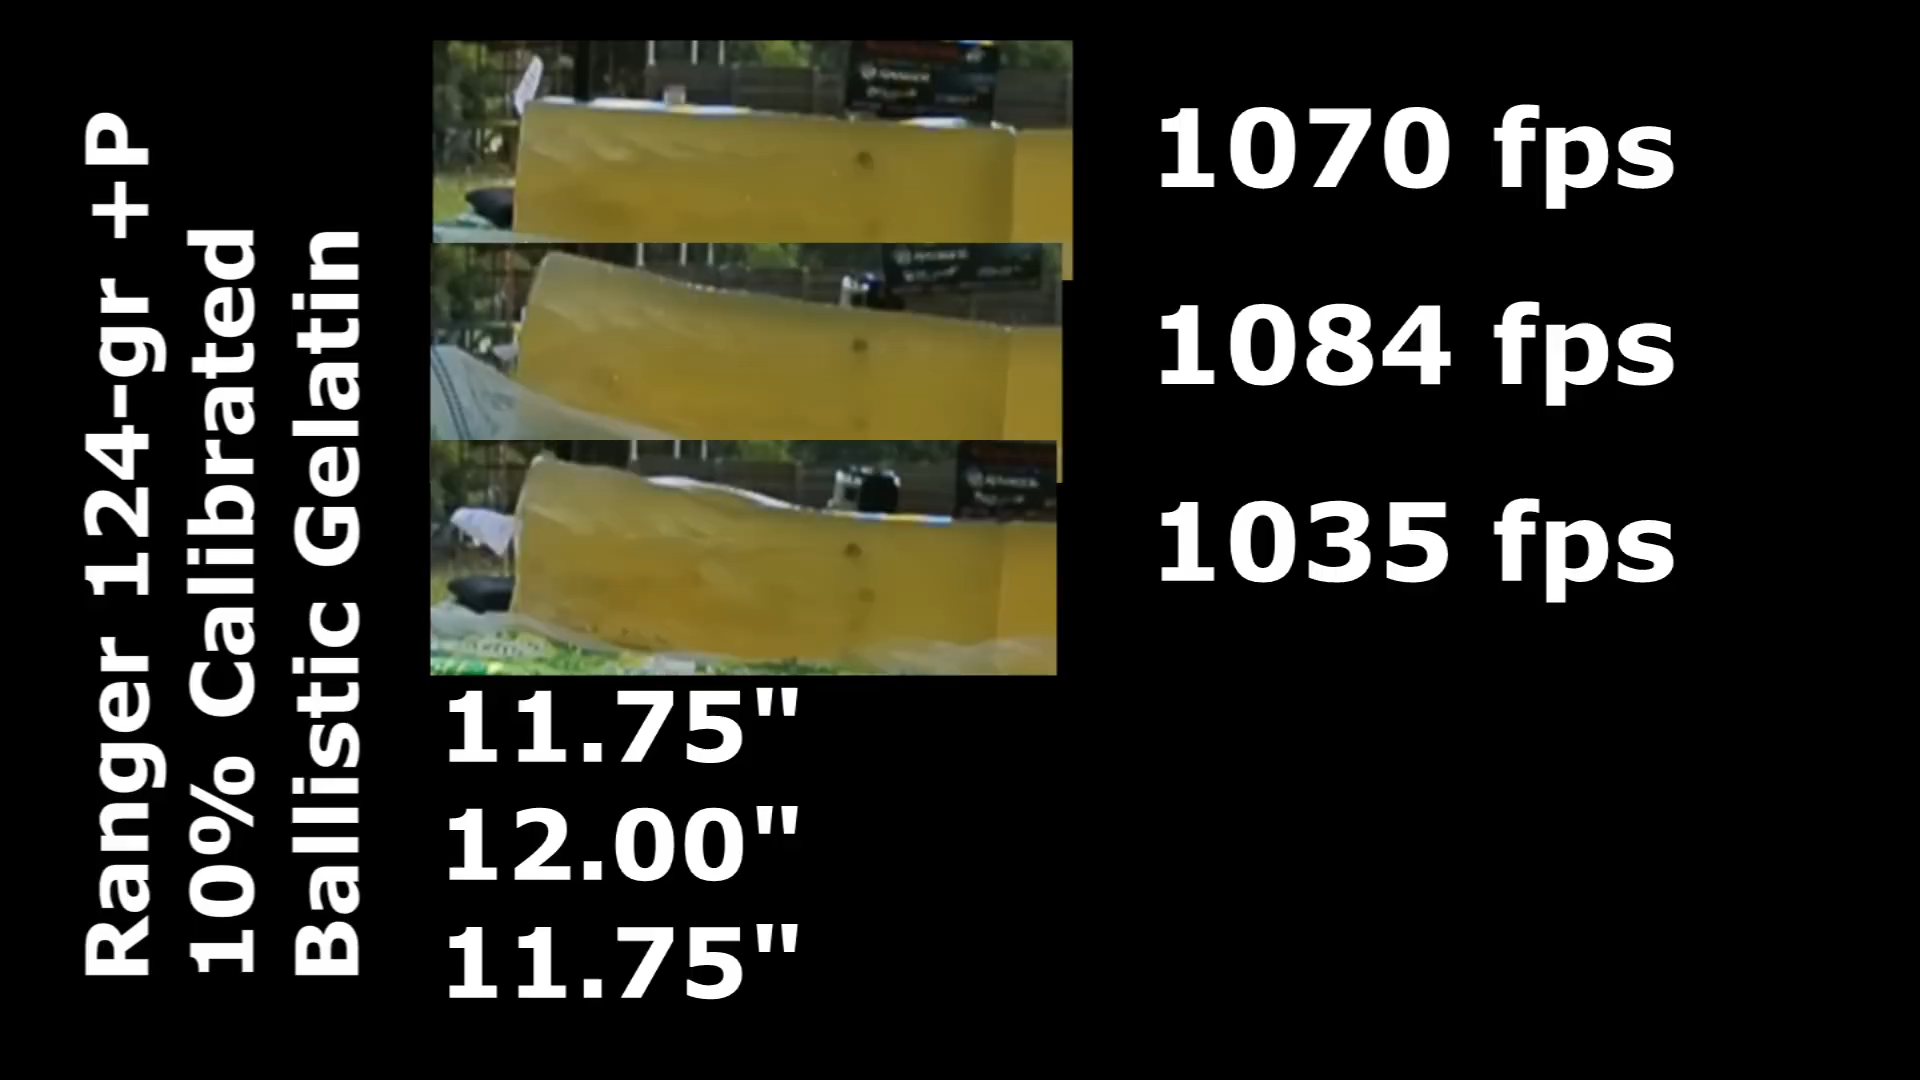 Ranger 124-gr +P
10% Calibrated
Ballistic Gelatin
1070 fps
1084 fps
1035 fps
11.75"
12.00"
11.75"